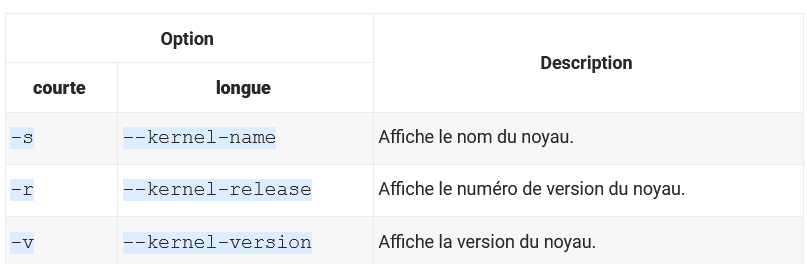 Option
Description
courte
longue
-s
--kernel-name
Affiche le nom du noyau.
-r
--kernel-release
Affiche le numéro de version du noyau.
-v
--kernel-version
Affiche la version du noyau.